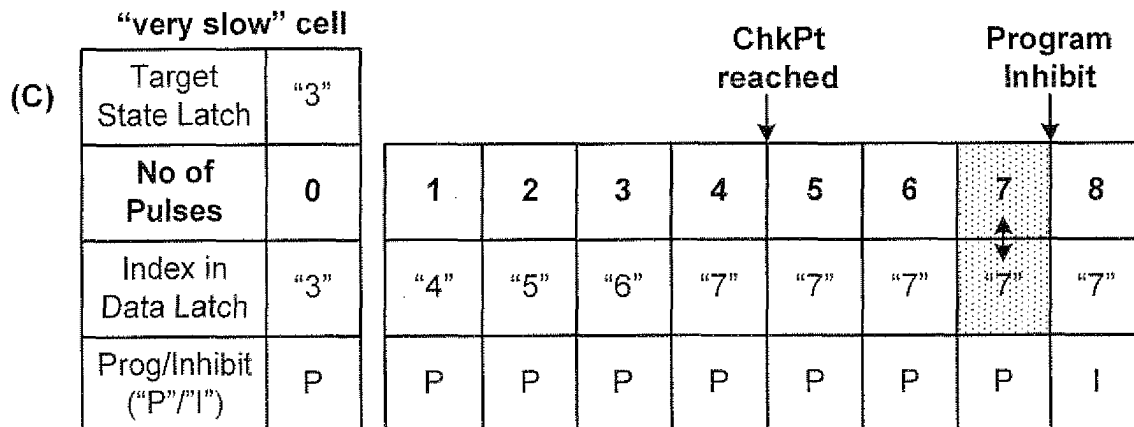 "very slow" cell
ChkPt
reached
Program
Inhibit
(C)
Target
State Latch
"3"
No of
Pulses
0 1 2 3 4 5 6 7 8
Index in
Data Latch
"3" "4" "5" "6" "7" "7" "7" "7" "7"
Prog/Inhibit
("P"/"I")
P P P P P P P P I